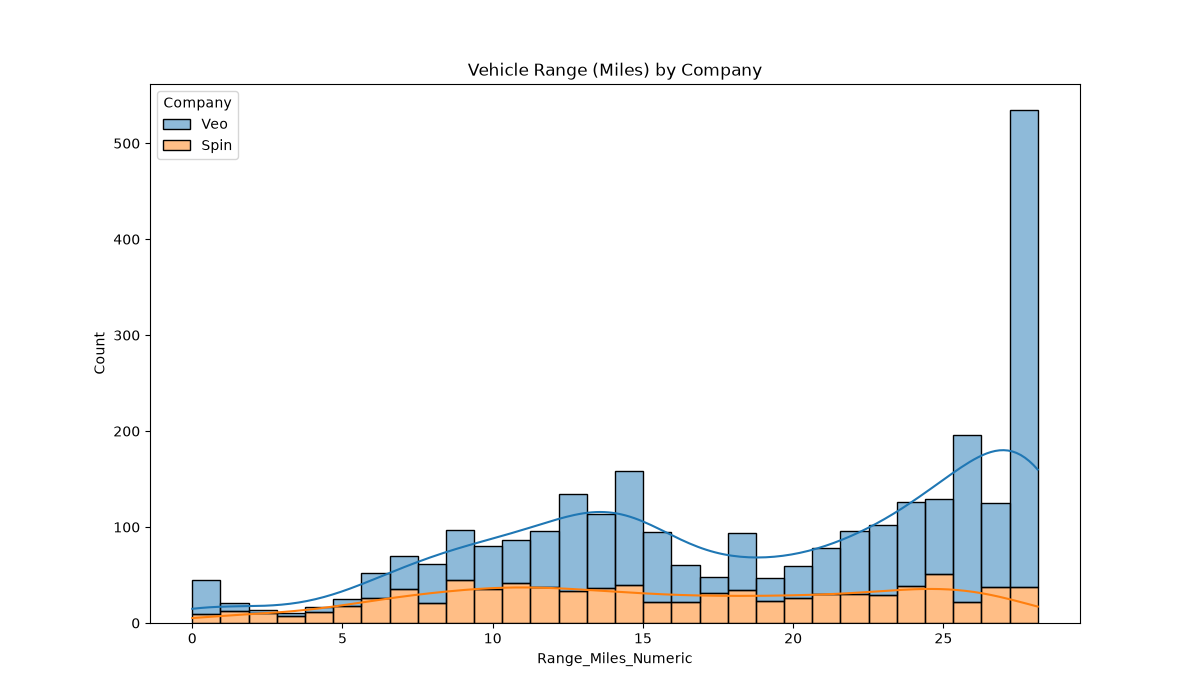 Vehicle Range (Miles) by Company
Company
Veo
Spin
500
400
300
200
100
0
Count
0 5 10 15 20 25
Range_Miles_Numeric